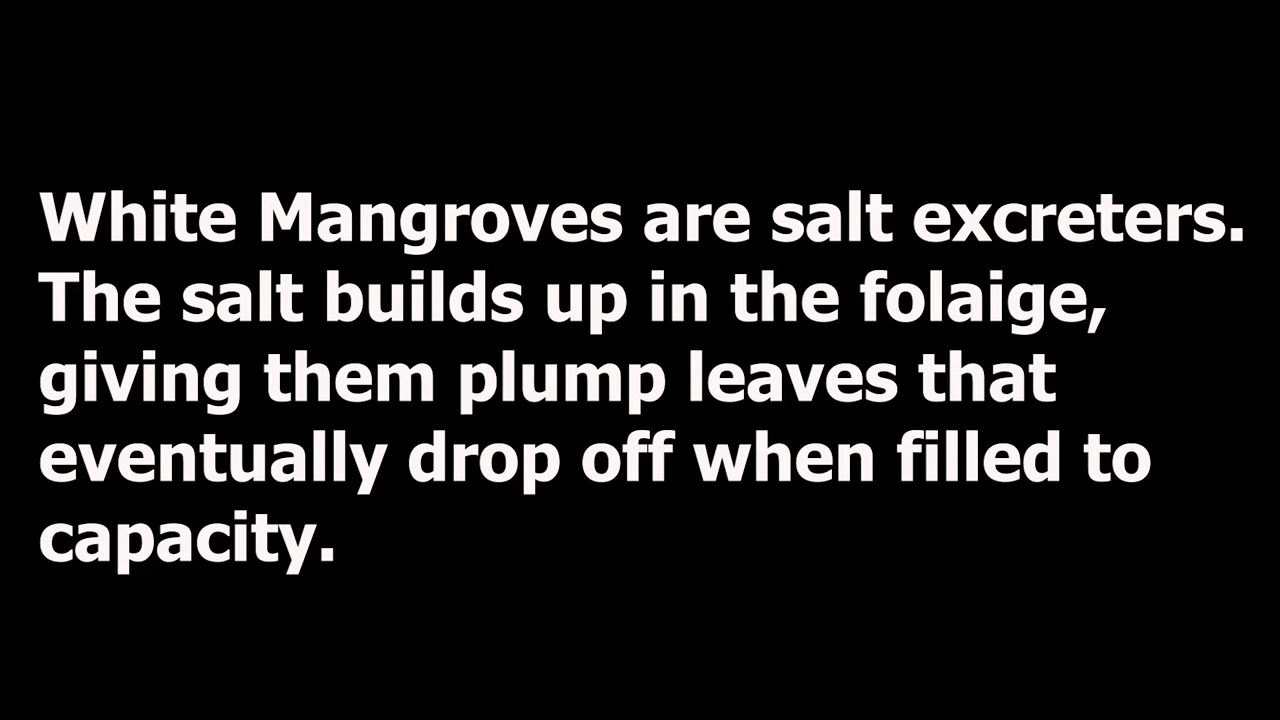 White Mangroves are salt excreters.
The salt builds up in the folaige,
giving them plump leaves that
eventually drop off when filled to
capacity.